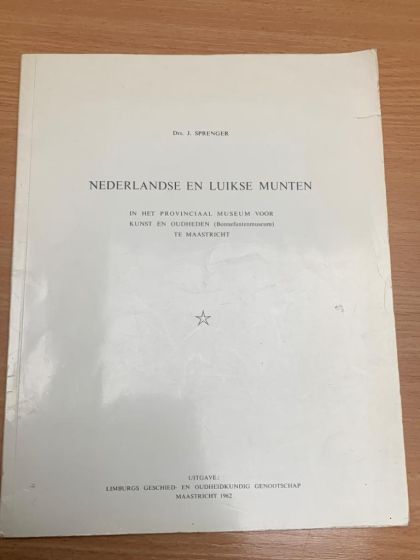 Drs. J. SPRENGER
NEDERLANDSE EN LUIKSE MUNTEN
IN HET PROVINCIAAL MUSEUM VOOR
KUNST EN OUDHEDEN (Bonnefantenmuseum)
TE MAASTRICHT
UITGAVE:
LIMBURGS GESCHIED- EN OUDHEIDKUNDIG GENOOTSCHAP
MAASTRICHT 1962